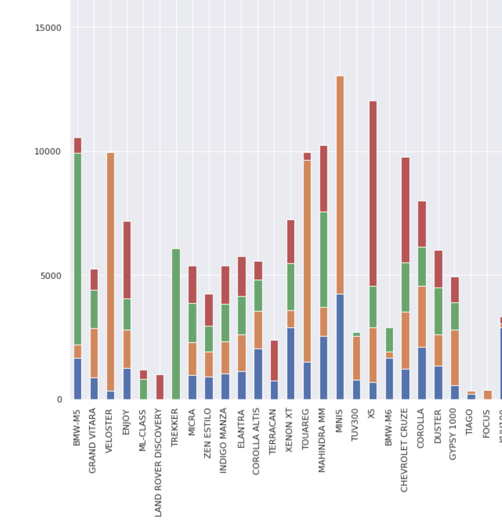 15000
10000
5000
0
BMW-M5
GRAND VITARA
VELOSTER
ENJOY
ML-CLASS
LAND ROVER DISCOVERY
TREKKER
MICRA
ZEN ESTILO
INDIGO MANZA
ELANTRA
COROLLA ALTIS
TERRACAN
XENON XT
TOUAREG
MAHINDRA MM
MINIS
TUV300
X5
BMW-M6
CHEVROLET CRUZE
COROLLA
DUSTER
GYPSY 1000
TIAGO
FOCUS